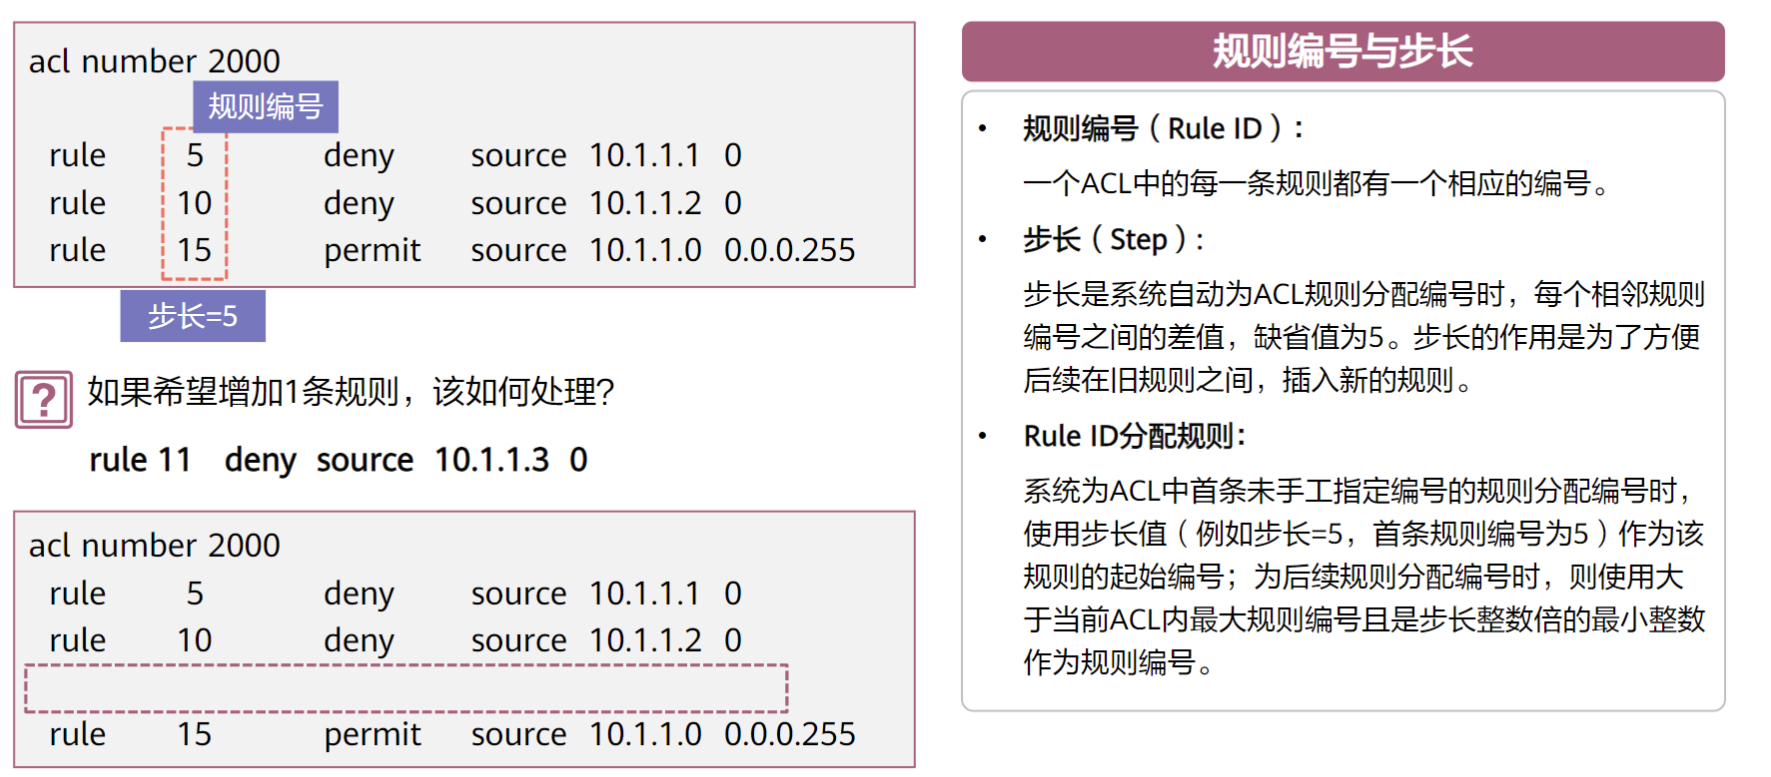 acl number 2000
规则编号
rule 5 deny source 10.1.1.1 0
rule 10 deny source 10.1.1.2 0
rule 15 permit source 10.1.1.0 0.0.0.255
步长=5
? 如果希望增加1条规则，该如何处理？
rule 11 deny source 10.1.1.3 0
acl number 2000
rule 5 deny source 10.1.1.1 0
rule 10 deny source 10.1.1.2 0
rule 15 permit source 10.1.1.0 0.0.0.255
规则编号与步长
• 规则编号（Rule ID）：
一个ACL中的每一条规则都有一个相应的编号。
• 步长（Step）:
步长是系统自动为ACL规则分配编号时，每个相邻规则
编号之间的差值，缺省值为5。步长的作用是为了方便
后续在旧规则之间，插入新的规则。
• Rule ID分配规则：
系统为ACL中首条未手工指定编号的规则分配编号时，
使用步长值（例如步长=5，首条规则编号为5）作为该
规则的起始编号；为后续规则分配编号时，则使用大
于当前ACL内最大规则编号且是步长整数倍的最小整数
作为规则编号。